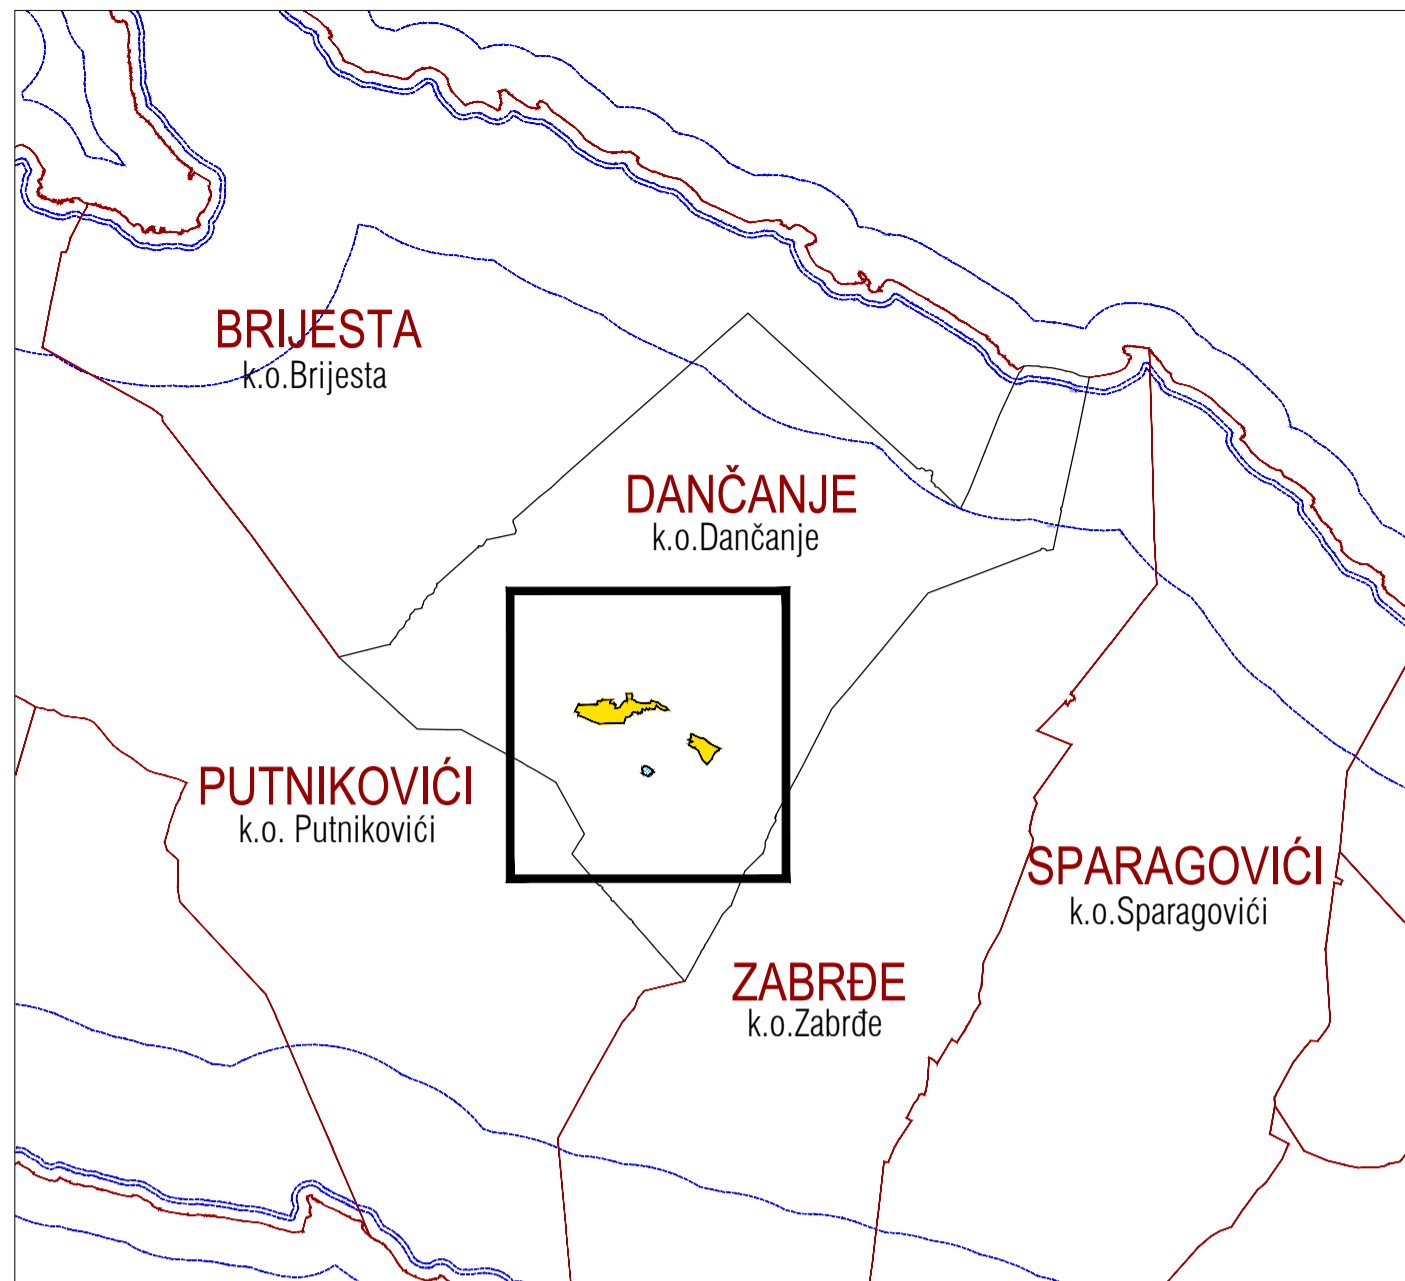 BRIJESTA
k.o.Brijesta
DANČANJE
k.o.Dančanje
PUTNIKOVIĆI
k.o. Putnikovići
SPARAGOVIĆI
k.o.Sparagovići
ZABRĐE
k.o.Zabrđe